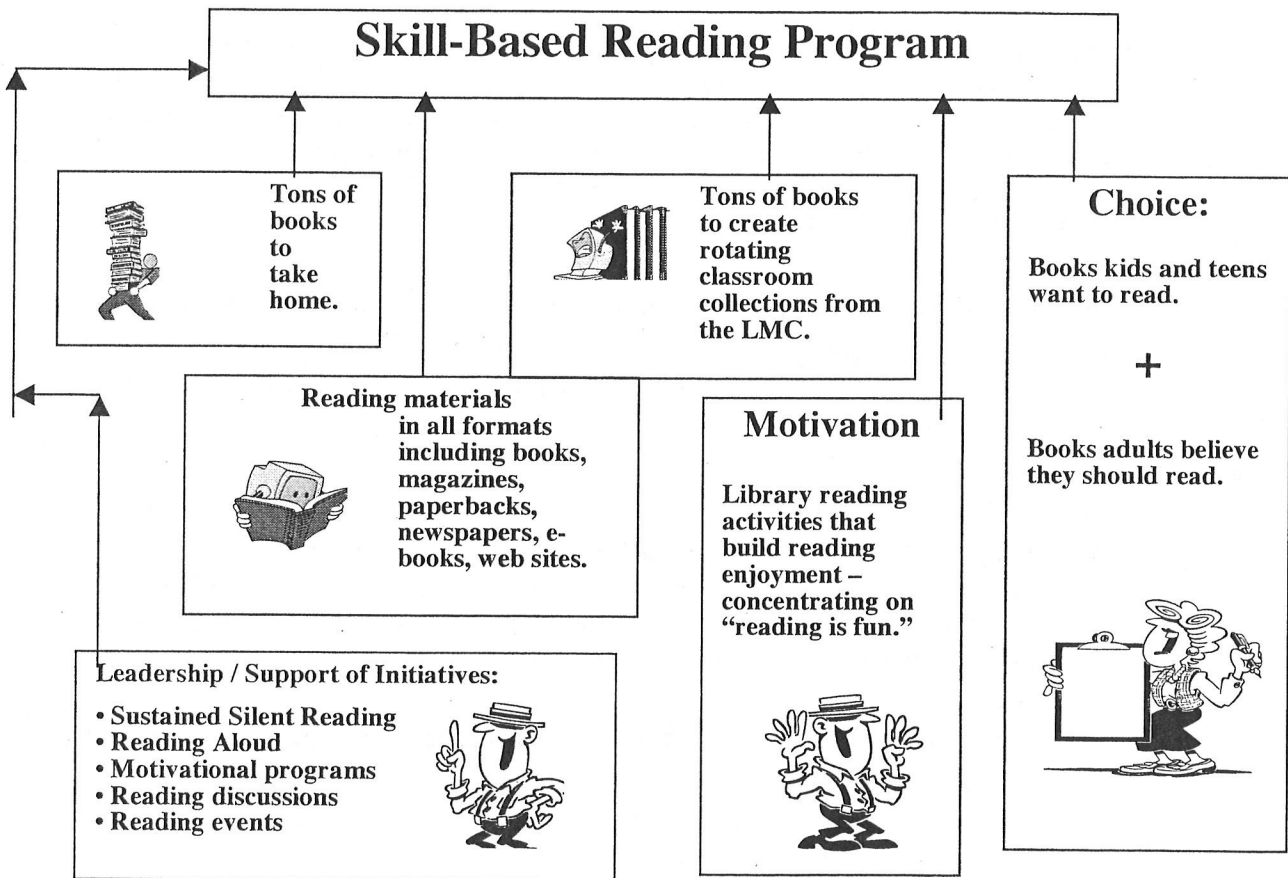 Skill-Based Reading Program
Tons of
books
to
take
home.
Tons of books
to create
rotating
classroom
collections from
the LMC.
Choice:
Books kids and teens
want to read.
+
Books adults believe
they should read.
Reading materials
in all formats
including books,
magazines,
paperbacks,
newspapers, e-
books, web sites.
Motivation
Library reading
activities that
build reading
enjoyment –
concentrating on
“reading is fun.”
Leadership / Support of Initiatives:
• Sustained Silent Reading
• Reading Aloud
• Motivational programs
• Reading discussions
• Reading events